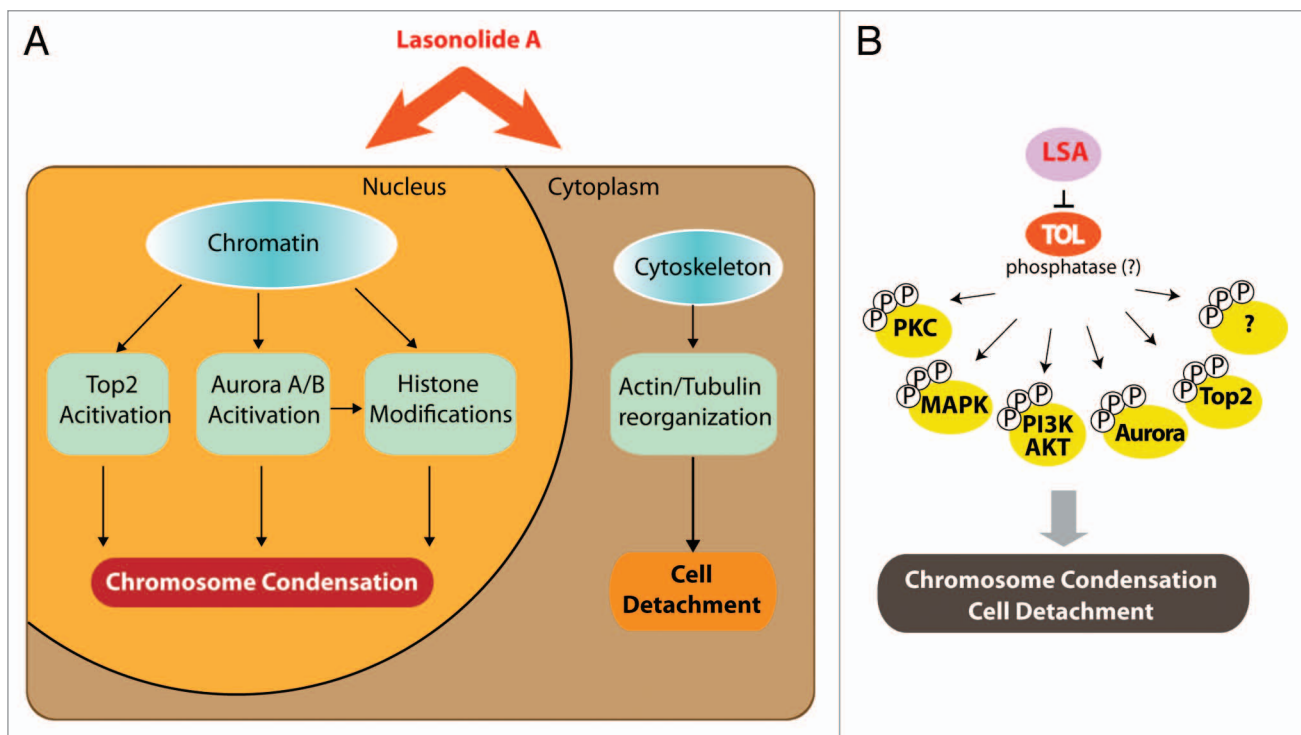 A
Lasonolide A
Nucleus
Cytoplasm
Chromatin
Cytoskeleton
Top2
Acitivation
Aurora A/B
Acitivation
Histone
Modifications
Actin/Tubulin
reorganization
Chromosome Condensation
Cell
Detachment
B
LSA
TOL
phosphatase (?)
P P P
PKC
P P P
MAPK
P P P
PI3K
AKT
P P P
Aurora
P P P
Top2
P P P
?
Chromosome Condensation
Cell Detachment